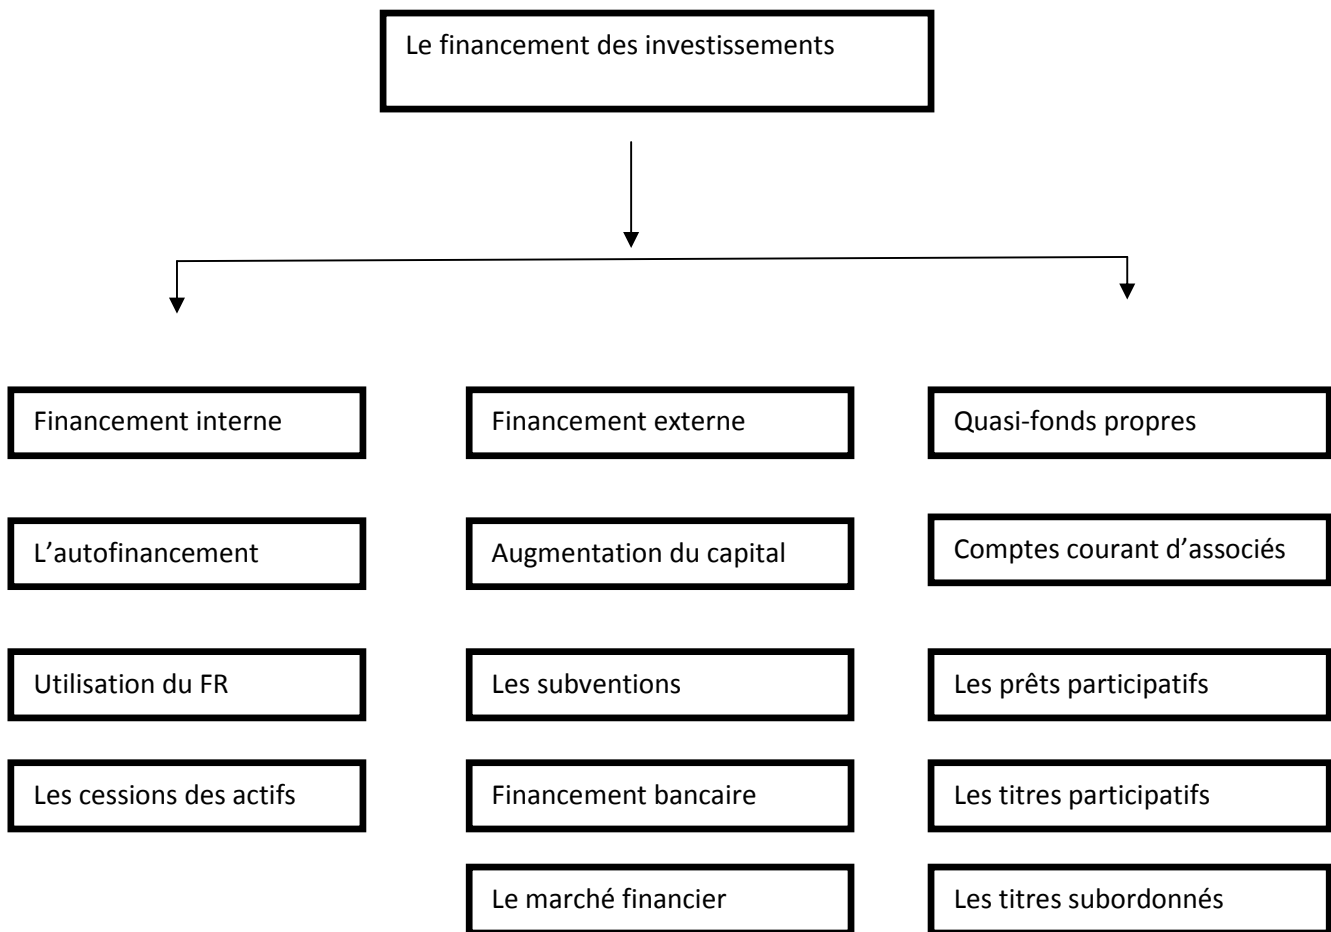 Le financement des investissements
Financement interne
Financement externe
Quasi-fonds propres
L’autofinancement
Augmentation du capital
Comptes courant d’associés
Utilisation du FR
Les subventions
Les prêts participatifs
Les cessions des actifs
Financement bancaire
Les titres participatifs
Le marché financier
Les titres subordonnés